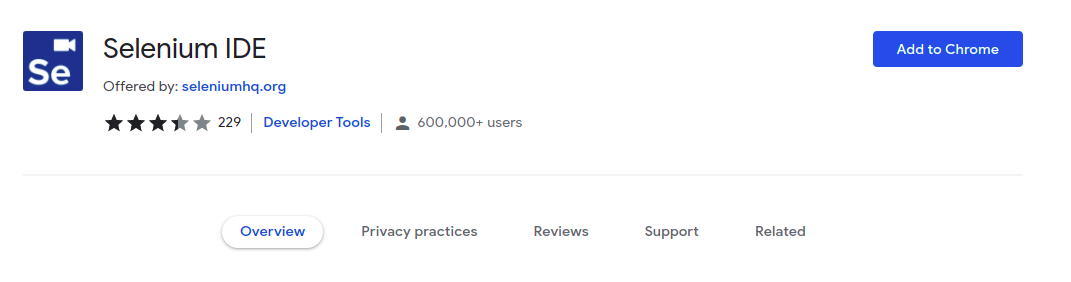 Se
Selenium IDE
Add to Chrome
Offered by: seleniumhq.org
229 Developer Tools 600,000+ users
Overview Privacy practices Reviews Support Related